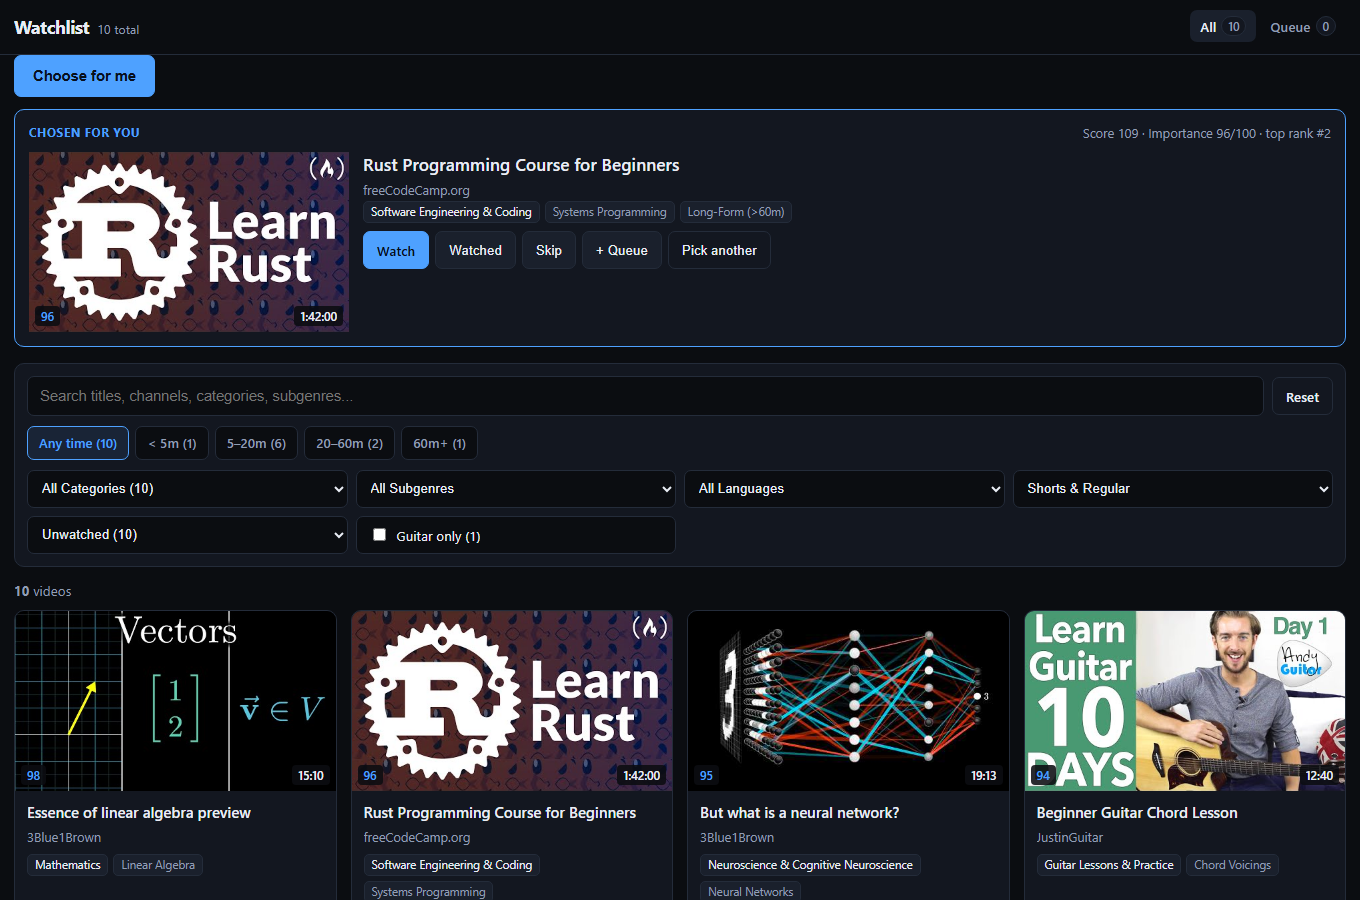 Watchlist 10 total
All 10
Queue 0
Choose for me
CHOSEN FOR YOU
Score 109 · Importance 96/100 · top rank #2
R
Learn
Rust
96
1:42:00
Rust Programming Course for Beginners
freeCodeCamp.org
Software Engineering & Coding
Systems Programming
Long-Form (>60m)
Watch
Watched
Skip
+ Queue
Pick another
Search titles, channels, categories, subgenres...
Reset
Any time (10)
< 5m (1)
5–20m (6)
20–60m (2)
60m+ (1)
All Categories (10)
All Subgenres
All Languages
Shorts & Regular
Unwatched (10)
Guitar only (1)
10 videos
Vectors
1
2
v⃗ ∈ V
98
15:10
Essence of linear algebra preview
3Blue1Brown
Mathematics
Linear Algebra
R
Learn
Rust
96
1:42:00
Rust Programming Course for Beginners
freeCodeCamp.org
Software Engineering & Coding
Systems Programming
3
3
95
19:13
But what is a neural network?
3Blue1Brown
Neuroscience & Cognitive Neuroscience
Neural Networks
Learn
Guitar
10
DAYS
Day 1
Andy
Guitar
94
12:40
Beginner Guitar Chord Lesson
JustinGuitar
Guitar Lessons & Practice
Chord Voicings